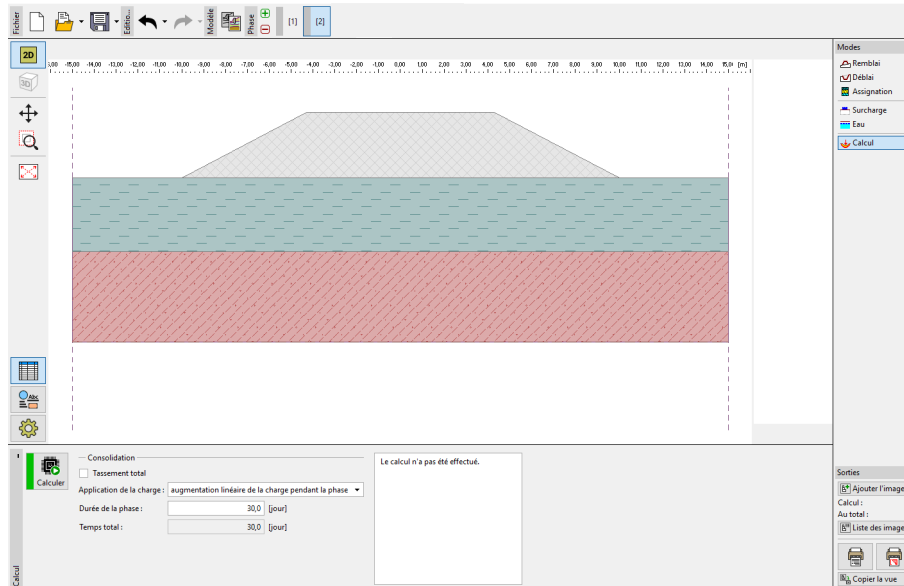 Fichier
Editio...
Modèle
Phase
[1]
[2]
2D
3D
-15,00 -14,00 -13,00 -12,00 -11,00 -10,00 -9,00 -8,00 -7,00 -6,00 -5,00 -4,00 -3,00 -2,00 -1,00 0,00 1,00 2,00 3,00 4,00 5,00 6,00 7,00 8,00 9,00 10,00 11,00 12,00 13,00 14,00 [m]
Modes
Remblai
Déblai
Assignation
Surcharge
Eau
Calcul
Abc
Calcul
Calculer
Consolidation
Tassement total
Application de la charge : augmentation linéaire de la charge pendant la phase
Durée de la phase : 30,0 [jour]
Temps total : 30,0 [jour]
Le calcul n'a pas été effectué.
Sorties
Ajouter l'image
Calcul :
Au total :
Liste des image
Copier la vue